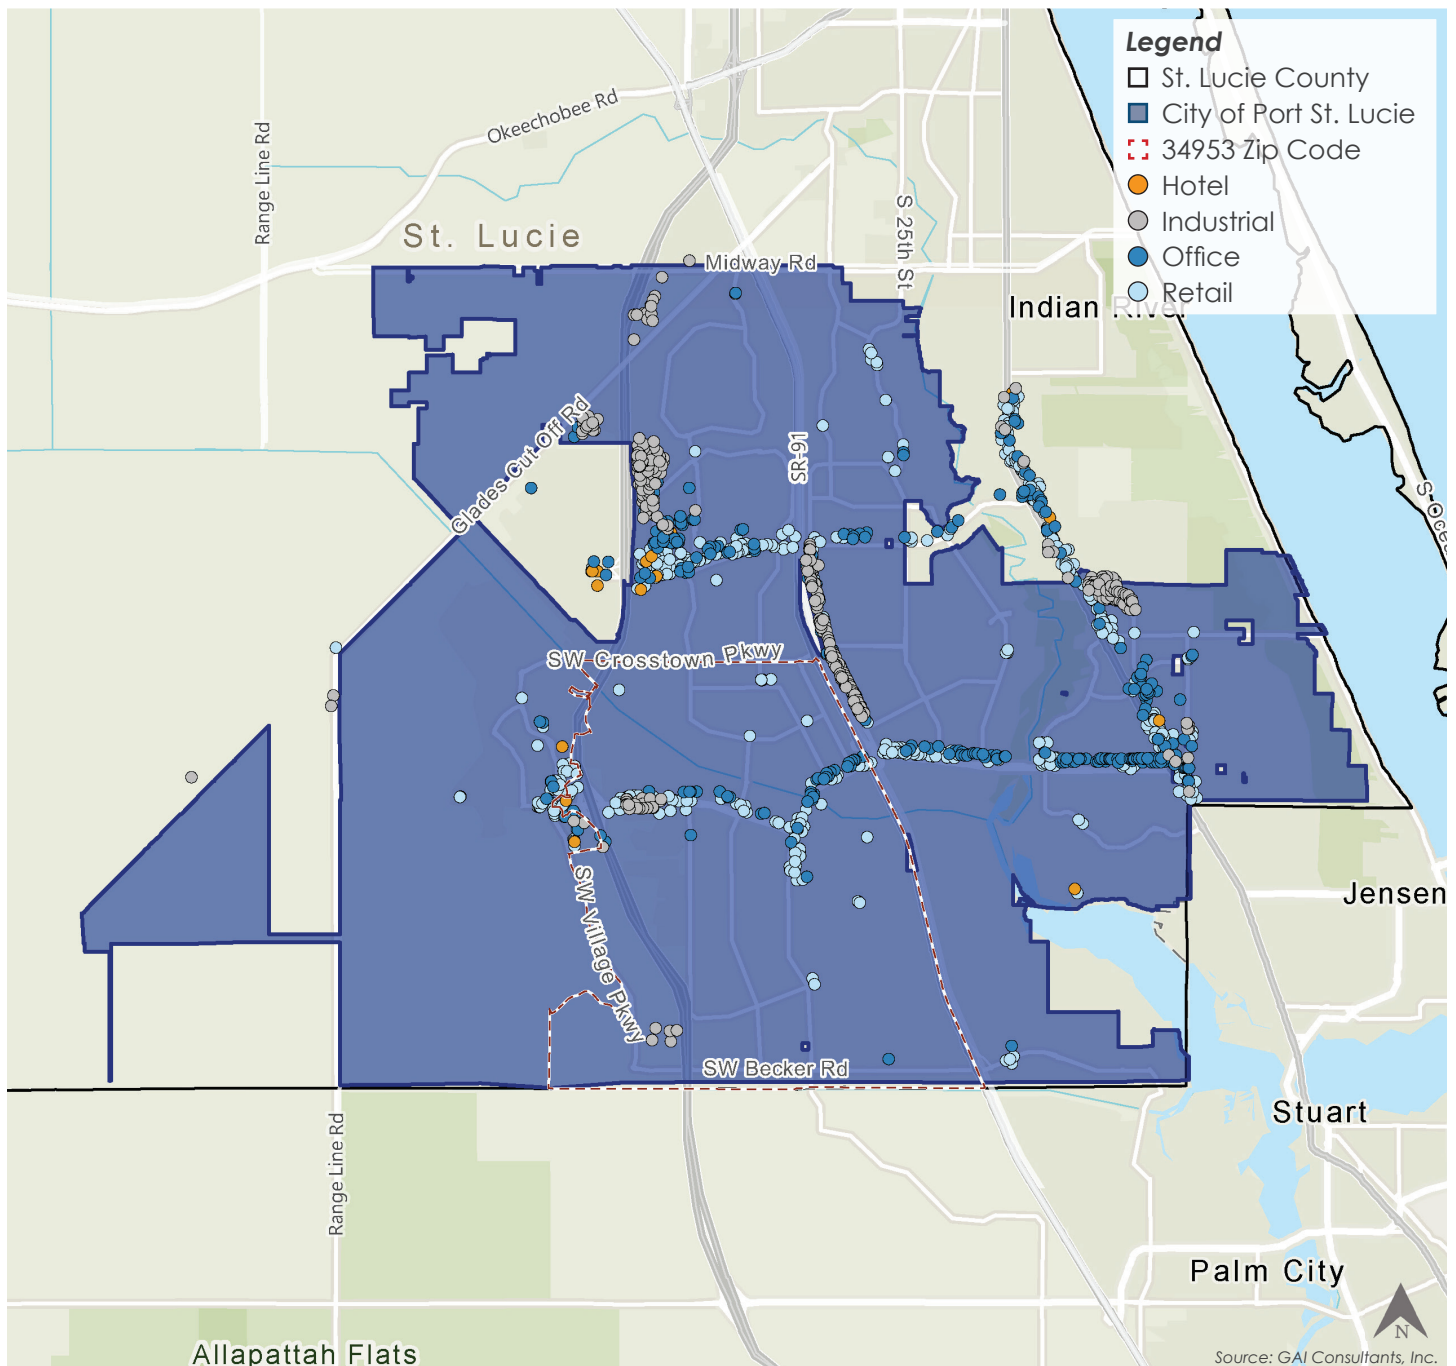 Legend
St. Lucie County
City of Port St. Lucie
34953 Zip Code
Hotel
Industrial
Office
Retail
Okeechobee Rd
Range Line Rd
S 25th St
St. Lucie
Midway Rd
Indian River
SR-91
Glades Cut Off Rd
S Oce
SW Crosstown Pkwy
SW Village Pkwy
Jensen
SW Becker Rd
Stuart
Range Line Rd
Palm City
N
Allapattah Flats
Source: GAI Consultants, Inc.